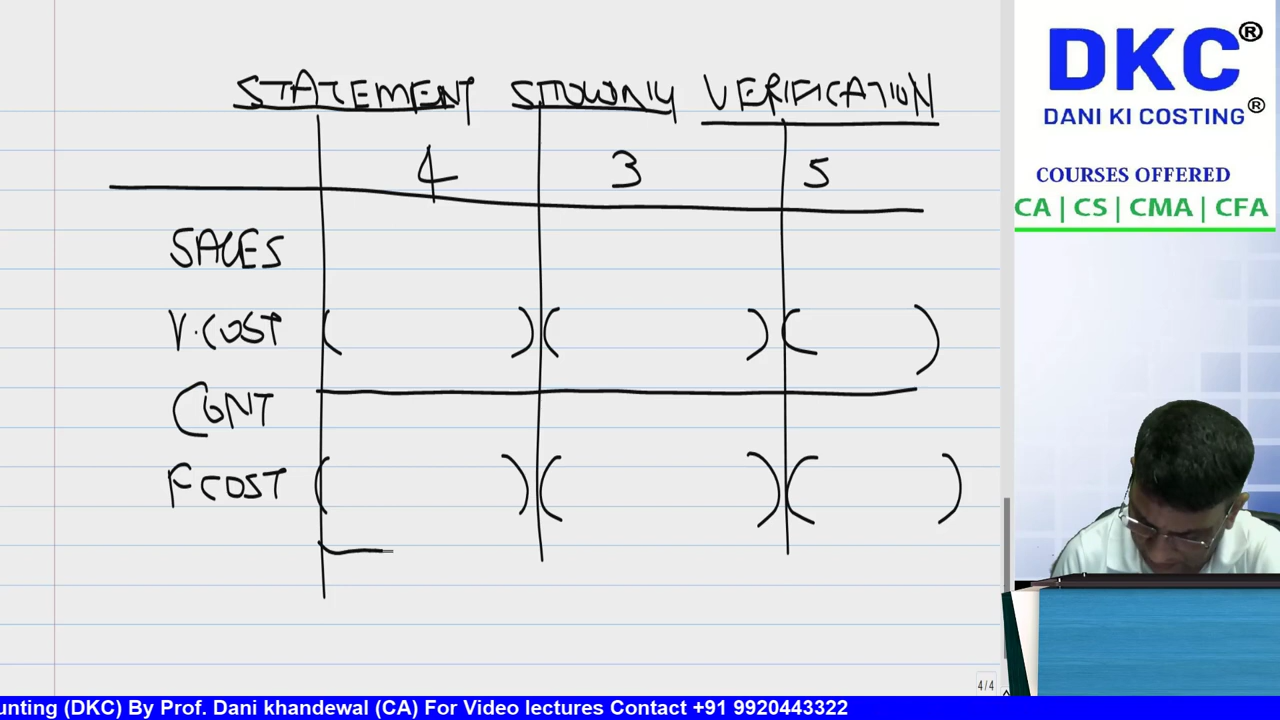 STATEMENT SHOWING VERIFICATION
4 3 5
SALES
V.COST ( ) ( ) ( )
CONT
F COST ( ) ( ) ( )
DKC®
DANI KI COSTING®
COURSES OFFERED
CA | CS | CMA | CFA
4/4
unting (DKC) By Prof. Dani khandewal (CA) For Video lectures Contact +91 9920443322